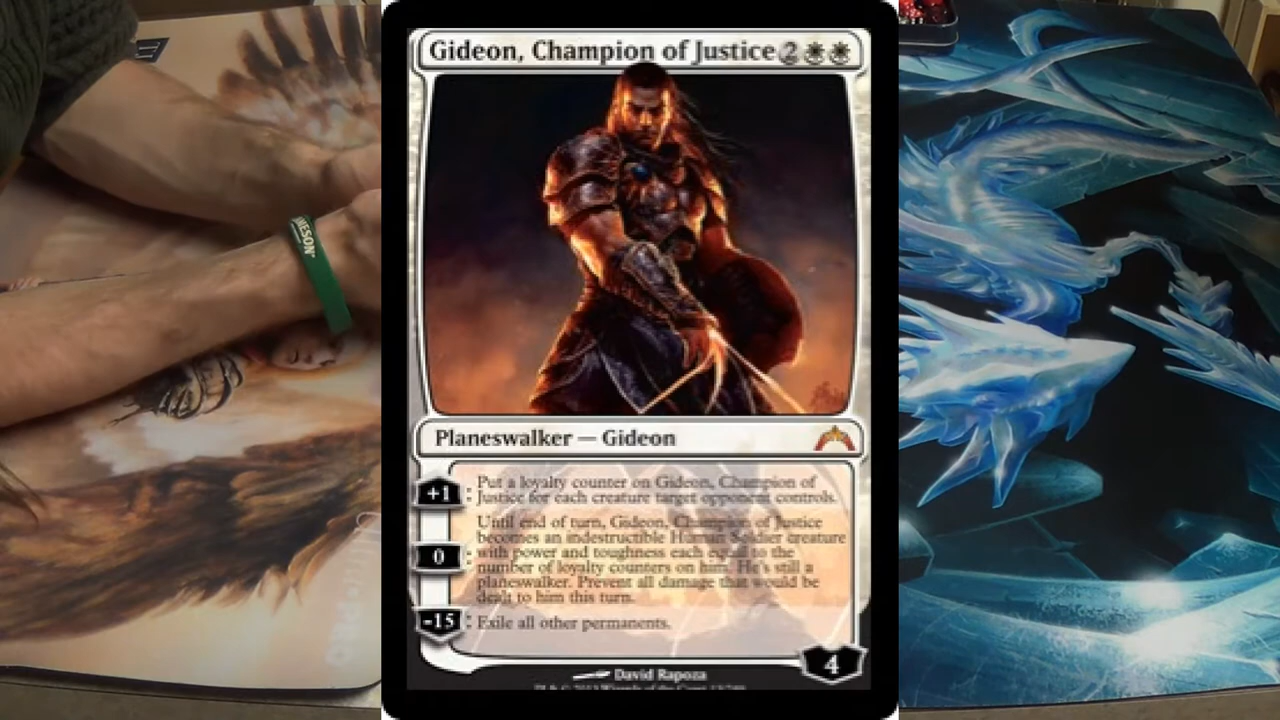 Gideon, Champion of Justice 2
JAMESON
Planeswalker — Gideon
+1 : Put a loyalty counter on Gideon, Champion of
Justice for each creature target opponent controls.
Until end of turn, Gideon, Champion of Justice
becomes an indestructible Human Soldier creature
0 : with power and toughness each equal to the
number of loyalty counters on him. He's still a
planeswalker. Prevent all damage that would be
dealt to him this turn.
-15 : Exile all other permanents.
4
David Rapoza